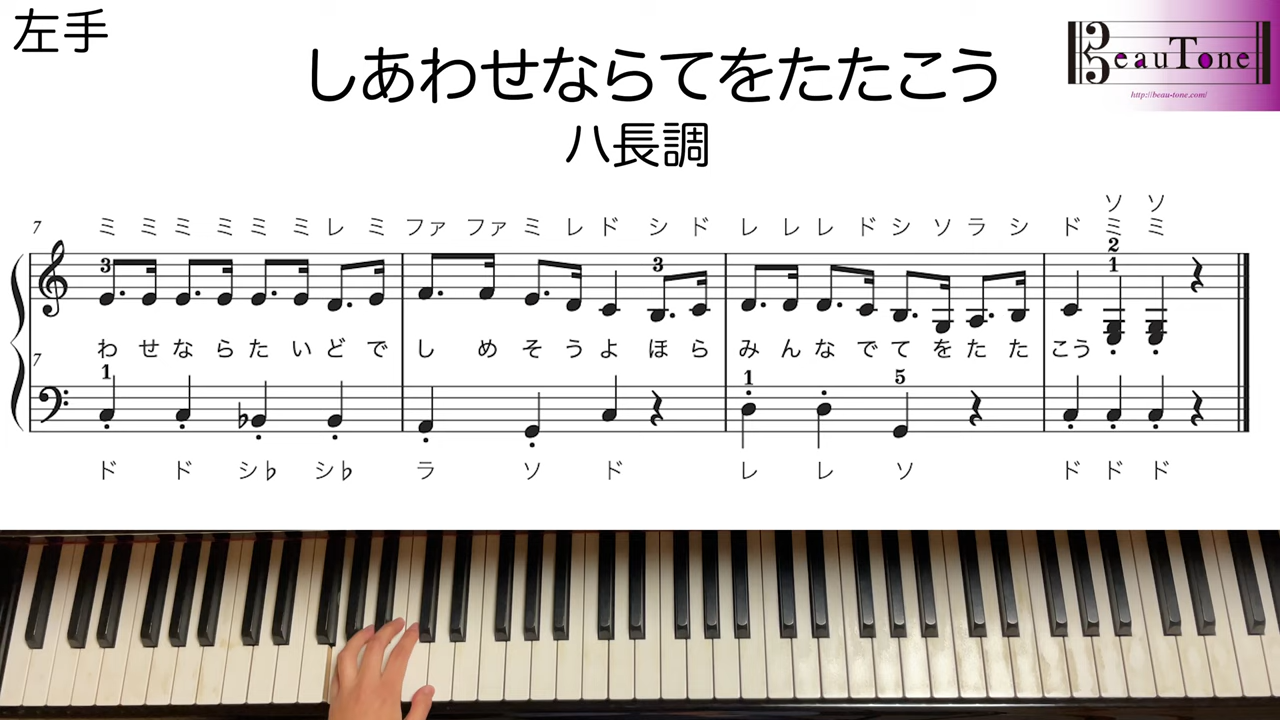 左手
しあわせならてをたたこう
ハ長調
BeauTone
http://beau-tone.com/
ソ ソ
7 ミ ミ ミ ミ ミ ミ レ ミ ファ ファ ミ レ ド シ ド レ レ レ ド シ ソ ラ シ ド ミ ミ
3 3 2
1
わ せ な ら た い ど で し め そ う よ ほ ら み ん な で て を た た こう
7 1 1 5
ド ド シ♭ シ♭ ラ ソ ド レ レ ソ ド ド ド